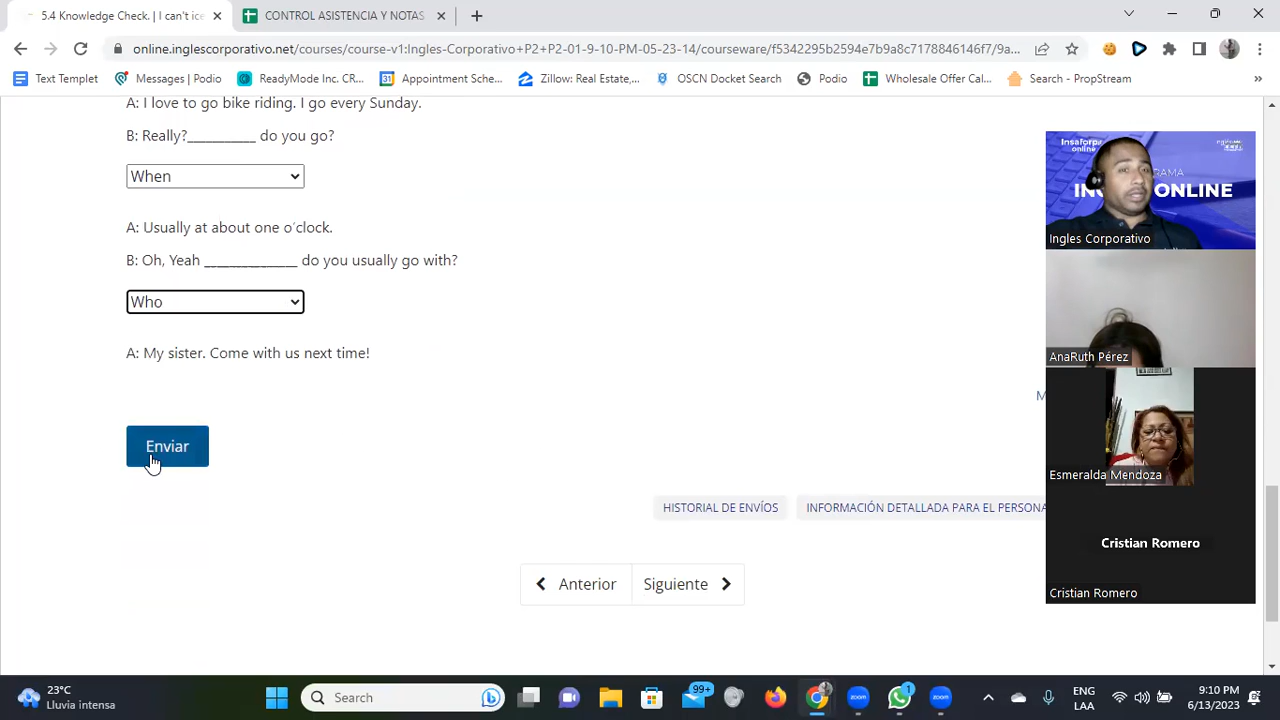 5.4 Knowledge Check. | I can't ice
CONTROL ASISTENCIA Y NOTAS
online.inglescorporativo.net/courses/course-v1:Ingles-Corporativo+P2+P2-01-9-10-PM-05-23-14/courseware/f5342295b2594e7b9a8c7178846146f7/9a...
Text Templet
Messages | Podio
ReadyMode Inc. CR...
Appointment Sche...
Zillow: Real Estate,...
OSCN Docket Search
Podio
Wholesale Offer Cal...
Search - PropStream
A: I love to go bike riding. I go every Sunday.
B: Really?__________ do you go?
When
A: Usually at about one o´clock.
B: Oh, Yeah ______________ do you usually go with?
Who
A: My sister. Come with us next time!
M
Enviar
HISTORIAL DE ENVÍOS
INFORMACIÓN DETALLADA PARA EL PERSONA
Anterior
Siguiente
online
ONLINE
Ingles Corporativo
AnaRuth Pérez
Esmeralda Mendoza
Cristian Romero
Cristian Romero
23°C
Lluvia intensa
Search
99+
1
ENG
LAA
9:10 PM
6/13/2023